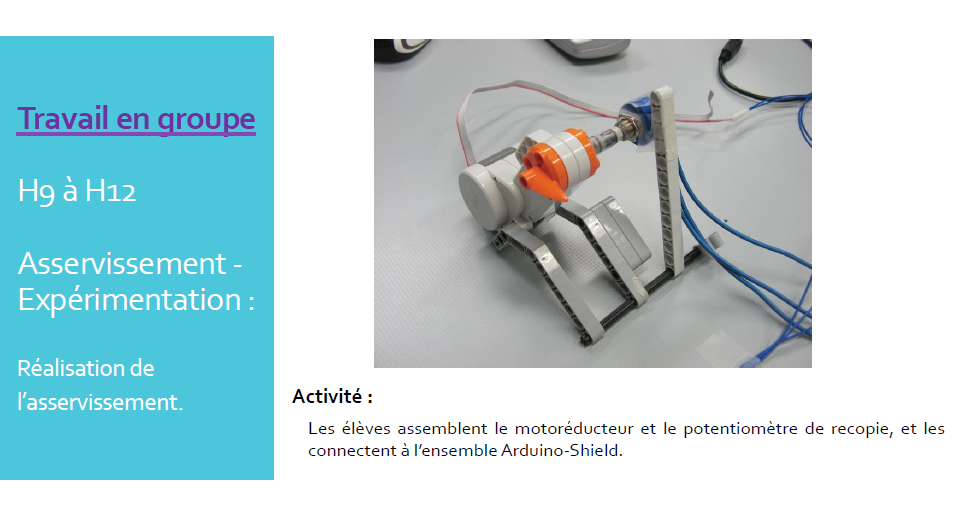 Travail en groupe
H9 à H12
Asservissement -
Expérimentation :
Réalisation de
l'asservissement.
Activité :
Les élèves assemblent le motoréducteur et le potentiomètre de recopie, et les
connectent à l'ensemble Arduino-Shield.